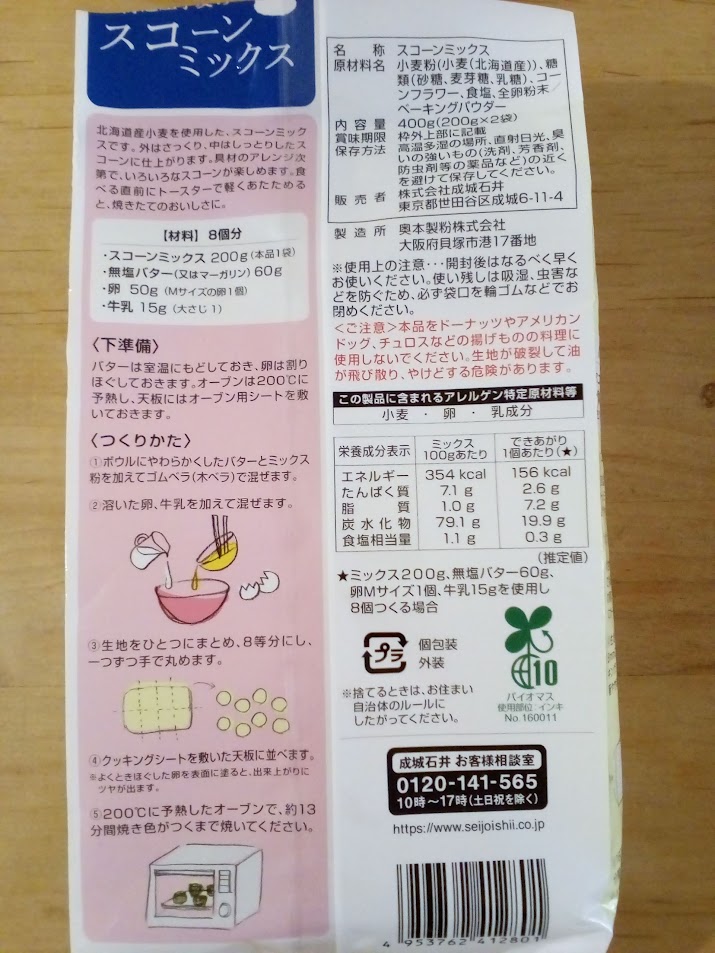 スコーン
ミックス
北海道産小麦を使用した、スコーンミック
スです。外はさっくり、中はしっとりしたス
コーンに仕上がります。具材のアレンジ次
第で、いろいろなスコーンが楽しめます。食
べる直前にトースターで軽くあたためる
と、焼きたてのおいしさに。
【材料】8個分
・スコーンミックス 200g(本品1袋)
・無塩バター(又はマーガリン) 60g
・卵 50g(Mサイズの卵1個)
・牛乳 15g(大さじ1)
〈下準備〉
バターは室温にもどしておき、卵は割り
ほぐしておきます。オーブンは200℃に
予熱し、天板にはオーブン用シートを敷
いておきます。
〈つくりかた〉
①ボウルにやわらかくしたバターとミックス
粉を加えてゴムベラ(木ベラ)で混ぜます。
②溶いた卵、牛乳を加えて混ぜます。
③生地をひとつにまとめ、8等分にし、
一つずつ手で丸めます。
④クッキングシートを敷いた天板に並べます。
※よくときほぐした卵を表面に塗ると、出来上がりに
ツヤが出ます。
⑤200℃に予熱したオーブンで、約13
分間焼き色がつくまで焼いてください。
名称 スコーンミックス
原材料名 小麦粉(小麦(北海道産))、糖
類(砂糖、麦芽糖、乳糖)、コー
ンフラワー、食塩、全卵粉末/
ベーキングパウダー
内容量 400g(200g×2袋)
賞味期限 枠外上部に記載
保存方法 高温多湿の場所、直射日光、臭
いの強いもの(洗剤、芳香剤、
防虫剤等の薬品など)の近く
を避けて保存してください。
販売者 株式会社成城石井
東京都世田谷区成城6-11-4
製造所 奥本製粉株式会社
大阪府貝塚市港17番地
※使用上の注意…開封後はなるべく早く
お使いください。使い残しは吸湿、虫害な
どを防ぐため、必ず袋口を輪ゴムなどでお
閉めください。
<ご注意>本品をドーナッツやアメリカン
ドッグ、チュロスなどの揚げものの料理に
使用しないでください。生地が破裂して油
が飛び散り、やけどする危険があります。
この製品に含まれるアレルゲン特定原材料等
小麦・卵・乳成分
栄養成分表示 ミックス100gあたり できあがり1個あたり(★)
エネルギー 354 kcal 156 kcal
たんぱく質 7.1 g 2.6 g
脂質 1.0 g 7.2 g
炭水化物 79.1 g 19.9 g
食塩相当量 1.1 g 0.3 g
(推定値)
★ミックス200g、無塩バター60g、
卵Mサイズ1個、牛乳15gを使用し
8個つくる場合
プラ
個包装
外装
※捨てるときは、お住まい
自治体のルールに
したがってください。
10
バイオマス
使用部位:インキ
No.160011
成城石井 お客様相談室
0120-141-565
10時〜17時(土日祝を除く)
https://www.seijoishii.co.jp
4 953762 412801